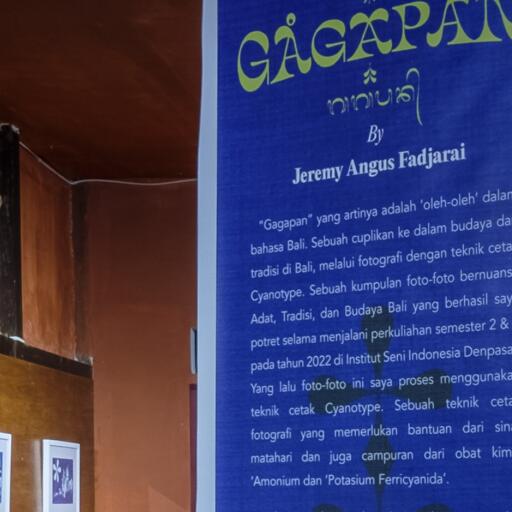 GAGAPAN
By
Jeremy Angus Fadjarai
"Gagapan" yang artinya adalah 'oleh-oleh' dalam
bahasa Bali. Sebuah cuplikan ke dalam budaya da
tradisi di Bali, melalui fotografi dengan teknik ceta
Cyanotype. Sebuah kumpulan foto-foto bernuans
Adat, Tradisi, dan Budaya Bali yang berhasil say
potret selama menjalani perkuliahan semester 2 &
pada tahun 2022 di Institut Seni Indonesia Denpasa
Yang lalu foto-foto ini saya proses menggunaka
teknik cetak Cyanotype. Sebuah teknik ceta
fotografi yang memerlukan bantuan dari sina
matahari dan juga campuran dari obat kim
'Amonium dan 'Potasium Ferricyanida'.